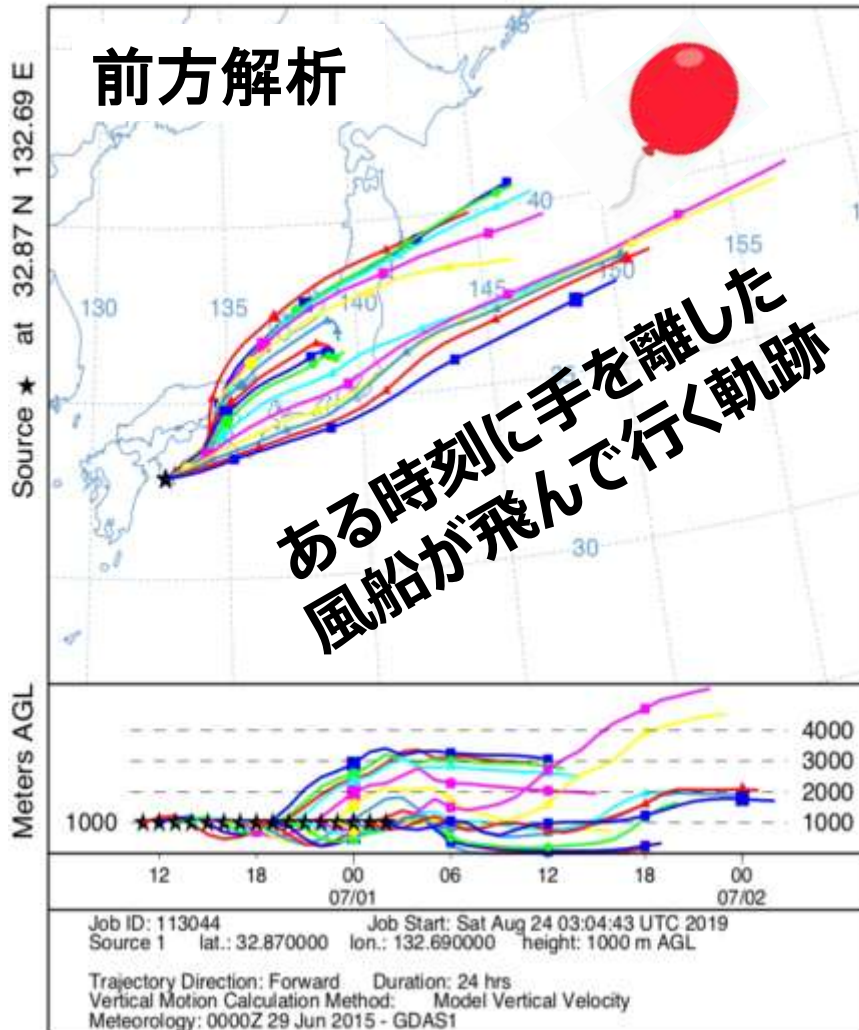 前方解析
Source ★ at 32.87 N 132.69 E
45
40
130
135
140
145
150
155
35
30
ある時刻に手を離した
風船が飛んで行く軌跡
Meters AGL
4000
3000
2000
1000
1000
12 18 00 06 12 18 00
07/01 07/02
Job ID: 113044 Job Start: Sat Aug 24 03:04:43 UTC 2019
Source 1 lat.: 32.870000 lon.: 132.690000 height: 1000 m AGL
Trajectory Direction: Forward Duration: 24 hrs
Vertical Motion Calculation Method: Model Vertical Velocity
Meteorology: 0000Z 29 Jun 2015 - GDAS1